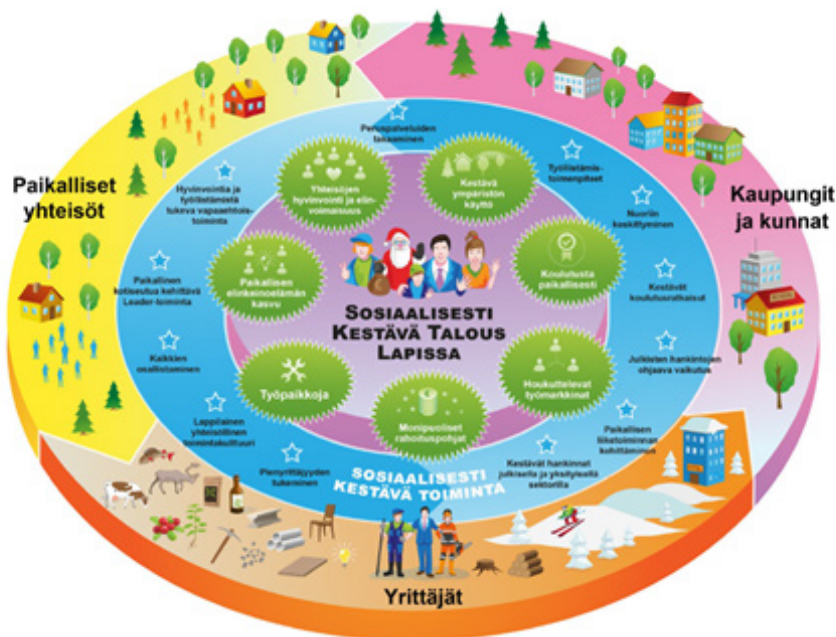 Paikalliset
yhteisöt
Kaupungit
ja kunnat
Yrittäjät
Peruspalveluiden
takaaminen
Työllistämis-
toimenpiteet
Nuoriin
keskittyminen
Kestävät
koulutusratkaisut
Julkisten hankintojen
ohjaava vaikutus
Paikallisen
liiketoiminnan
kehittäminen
Kestävät hankinnat
julkisella ja yksityisellä
sektorilla
SOSIAALISESTI
KESTÄVÄ TOIMINTA
Pienyrittäjyyden
tukeminen
Lappilainen
yhteisöllinen
toimintakulttuuri
Kaikkien
osallistaminen
Paikallinen
kotiseutua kehittävä
Leader-toiminta
Hyvinvointia ja
työllistämistä
tukeva vapaaehtois-
toiminta
Yhteisöjen
hyvinvointi ja elin-
voimaisuus
Kestävä
ympäristön
käyttö
Koulutusta
paikallisesti
Houkuttelevat
työmarkkinat
Monipuoliset
rahoituspohjat
Työpaikkoja
Paikallisen
elinkeinoelämän
kasvu
SOSIAALISESTI
KESTÄVÄ TALOUS
LAPISSA